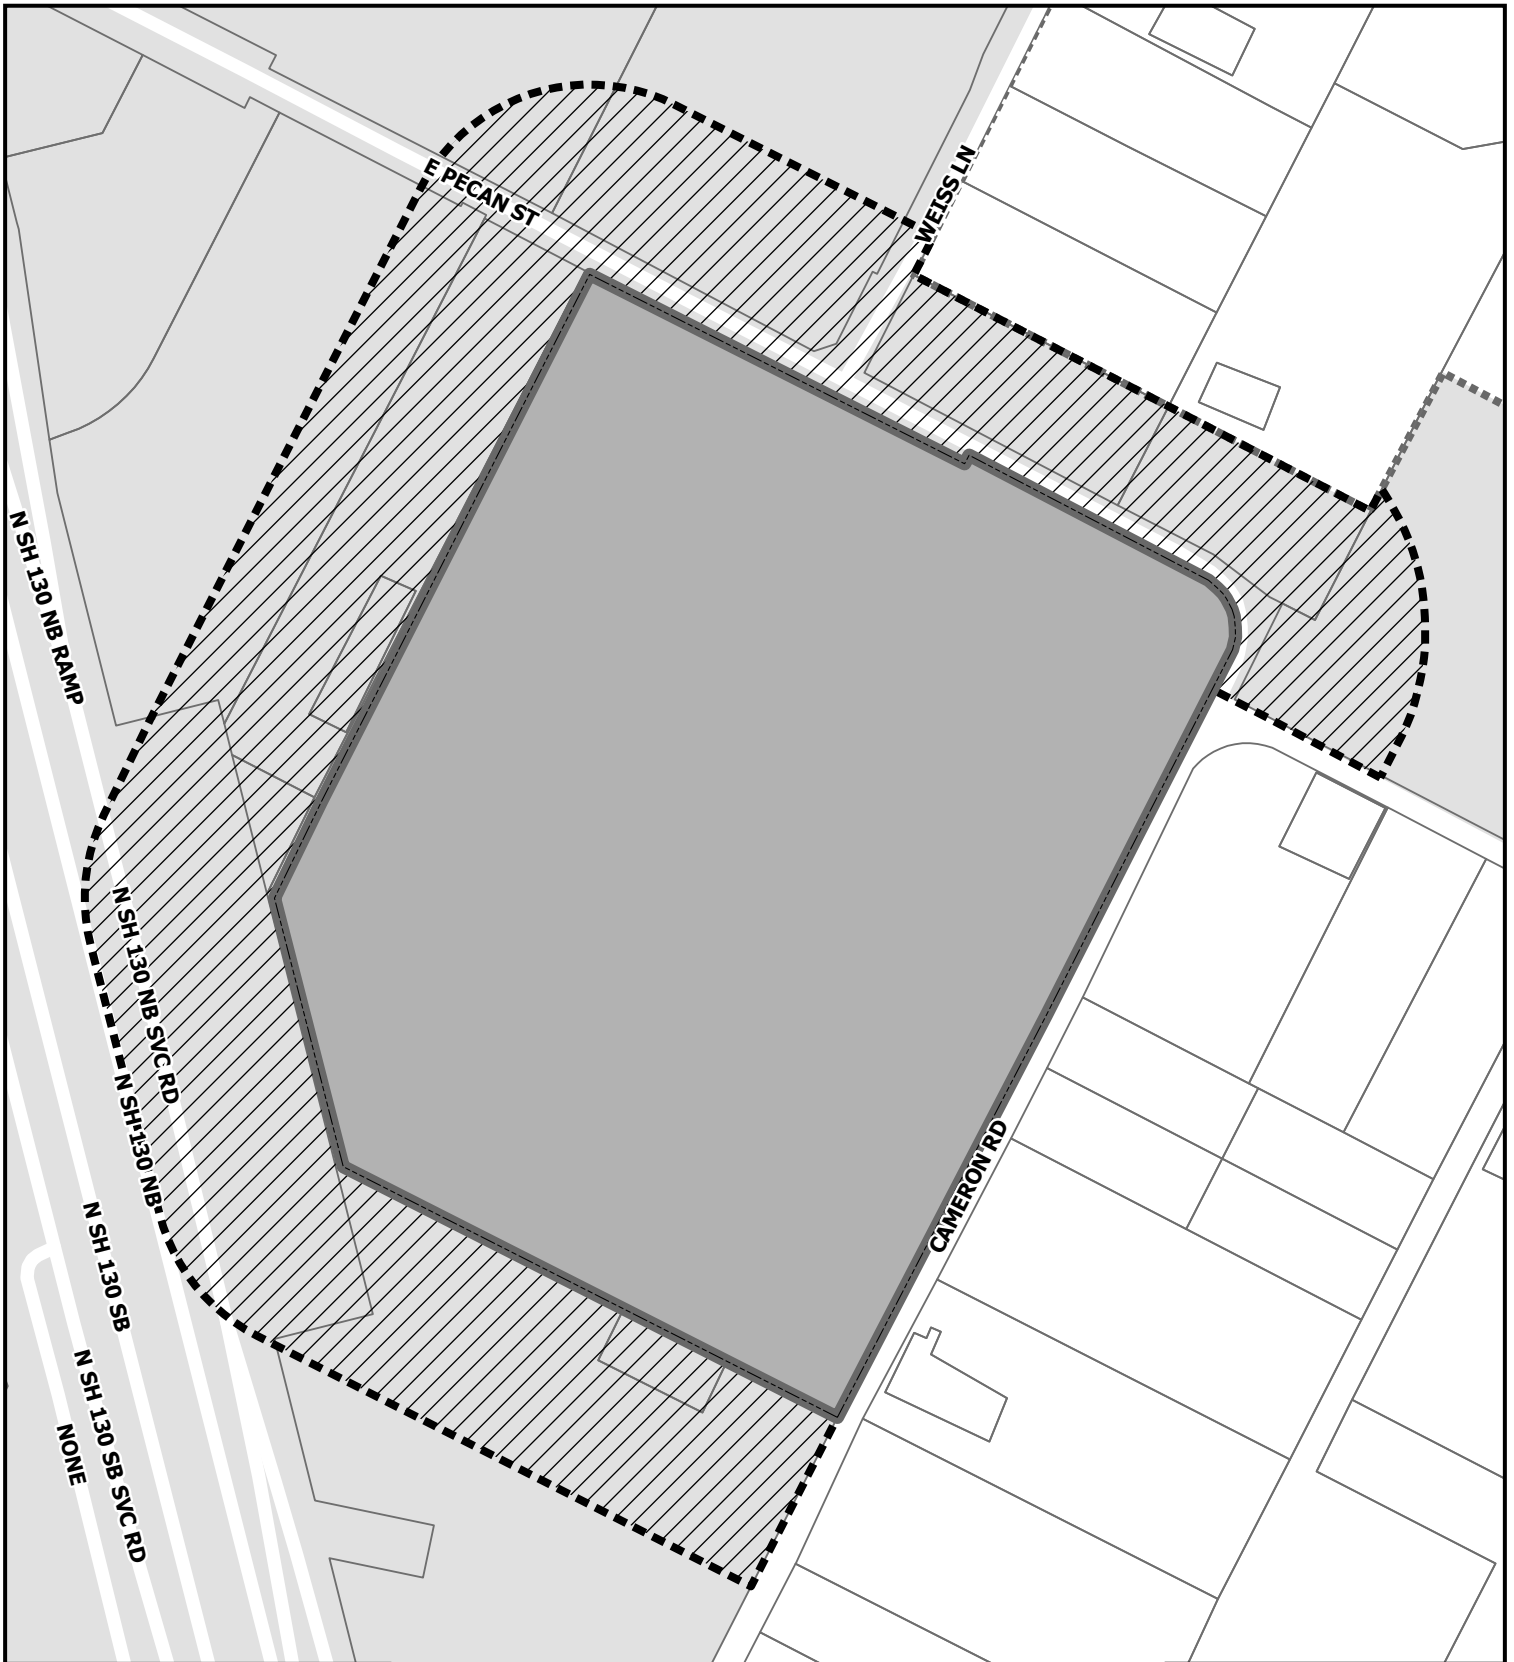 E PECAN ST
WEISS LN
N SH 130 NB RAMP
N SH 130 NB SVC RD
N SH 130 NB
CAMERON RD
N SH 130 SB
N SH 130 SB SVC RD
NONE